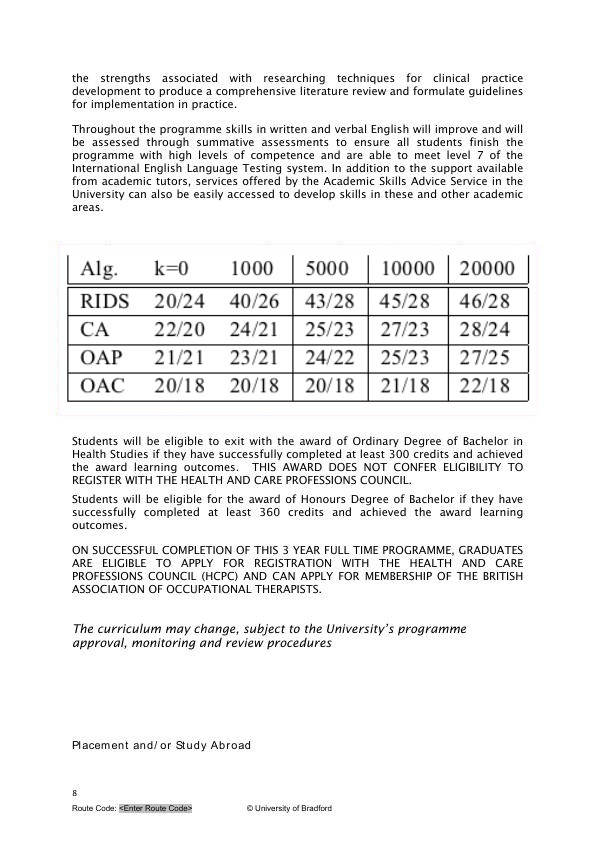 the strengths associated with researching techniques for clinical practice
development to produce a comprehensive literature review and formulate guidelines
for implementation in practice.
Throughout the programme skills in written and verbal English will improve and will
be assessed through summative assessments to ensure all students finish the
programme with high levels of competence and are able to meet level 7 of the
International English Language Testing system. In addition to the support available
from academic tutors, services offered by the Academic Skills Advice Service in the
University can also be easily accessed to develop skills in these and other academic
areas.
Alg. k=0 1000 5000 10000 20000
RIDS 20/24 40/26 43/28 45/28 46/28
CA 22/20 24/21 25/23 27/23 28/24
OAP 21/21 23/21 24/22 25/23 27/25
OAC 20/18 20/18 20/18 21/18 22/18
Students will be eligible to exit with the award of Ordinary Degree of Bachelor in
Health Studies if they have successfully completed at least 300 credits and achieved
the award learning outcomes. THIS AWARD DOES NOT CONFER ELIGIBILITY TO
REGISTER WITH THE HEALTH AND CARE PROFESSIONS COUNCIL.
Students will be eligible for the award of Honours Degree of Bachelor if they have
successfully completed at least 360 credits and achieved the award learning
outcomes.
ON SUCCESSFUL COMPLETION OF THIS 3 YEAR FULL TIME PROGRAMME, GRADUATES
ARE ELIGIBLE TO APPLY FOR REGISTRATION WITH THE HEALTH AND CARE
PROFESSIONS COUNCIL (HCPC) AND CAN APPLY FOR MEMBERSHIP OF THE BRITISH
ASSOCIATION OF OCCUPATIONAL THERAPISTS.
The curriculum may change, subject to the University's programme
approval, monitoring and review procedures
Placement and/or Study Abroad
8
Route Code: <Enter Route Code> © University of Bradford